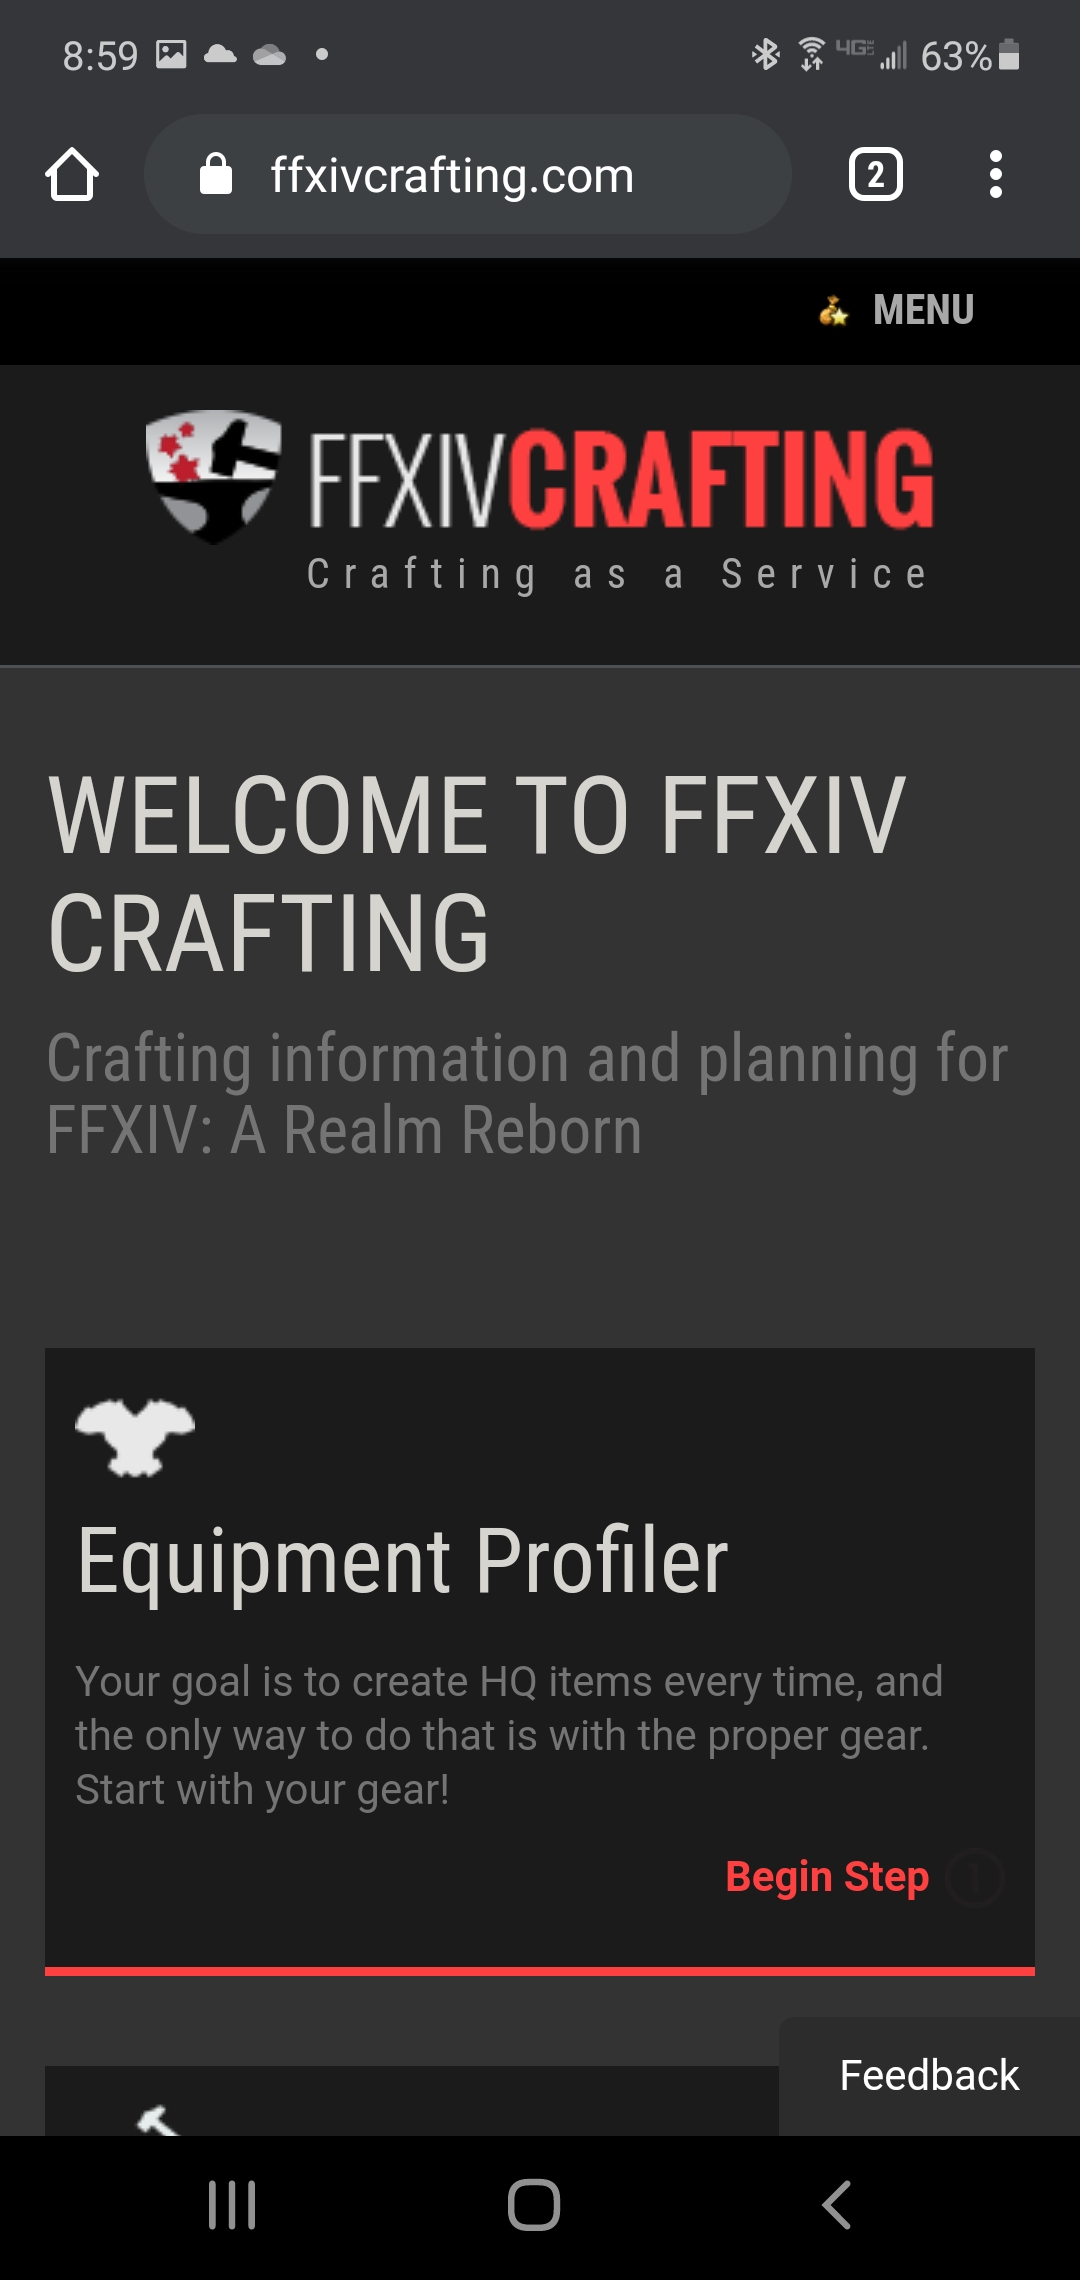 8:59
4GE 63%
ffxivcrafting.com 2
MENU
FFXIVCRAFTING
Crafting as a Service
WELCOME TO FFXIV
CRAFTING
Crafting information and planning for
FFXIV: A Realm Reborn
Equipment Profiler
Your goal is to create HQ items every time, and
the only way to do that is with the proper gear.
Start with your gear!
Begin Step 1
Feedback